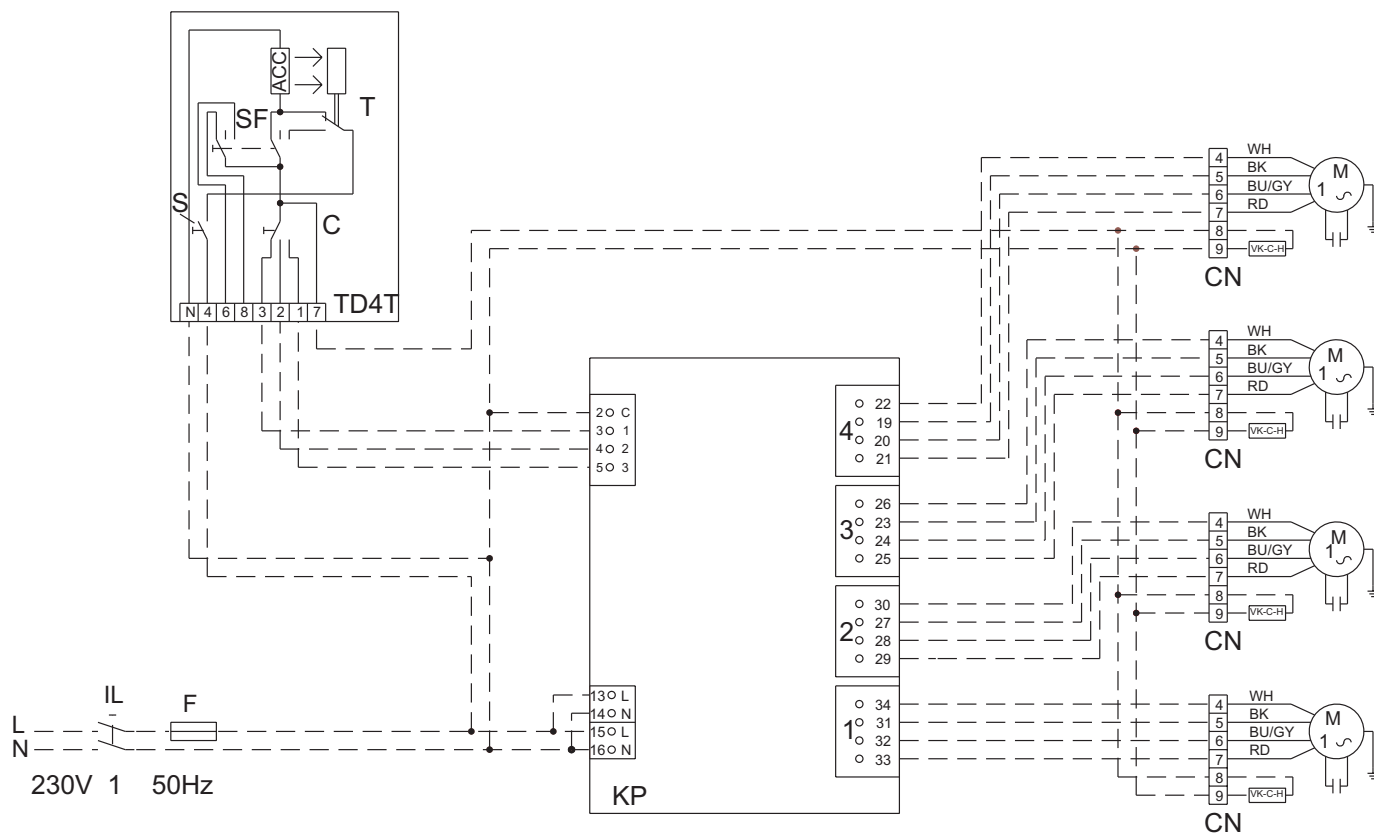 ACC
T
SF
S
C
TD4T
N 4 6 8 3 2 1 7
2 C
3 1
4 2
5 3
13 L
14 N
15 L
16 N
KP
4
22
19
20
21
3
26
23
24
25
2
30
27
28
29
1
34
31
32
33
IL
F
L
N
230V 1 50Hz
4 WH
5 BK
6 BU/GY
7 RD
8
9 VK-C-H
M
1
CN
4 WH
5 BK
6 BU/GY
7 RD
8
9 VK-C-H
M
1
CN
4 WH
5 BK
6 BU/GY
7 RD
8
9 VK-C-H
M
1
CN
4 WH
5 BK
6 BU/GY
7 RD
8
9 VK-C-H
M
1
CN